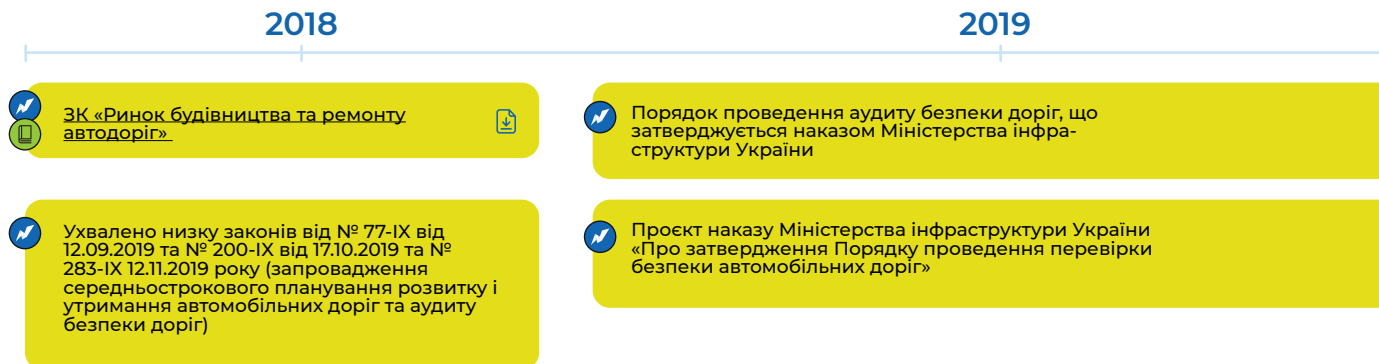 2018
2019
ЗК «Ринок будівництва та ремонту
автодоріг»
Порядок проведення аудиту безпеки доріг, що
затверджується наказом Міністерства інфра-
структури України
Ухвалено низку законів від № 77-IX від
12.09.2019 та № 200-IX від 17.10.2019 та №
283-IX 12.11.2019 року (запровадження
середньострокового планування розвитку і
утримання автомобільних доріг та аудиту
безпеки доріг)
Проєкт наказу Міністерства інфраструктури України
«Про затвердження Порядку проведення перевірки
безпеки автомобільних доріг»